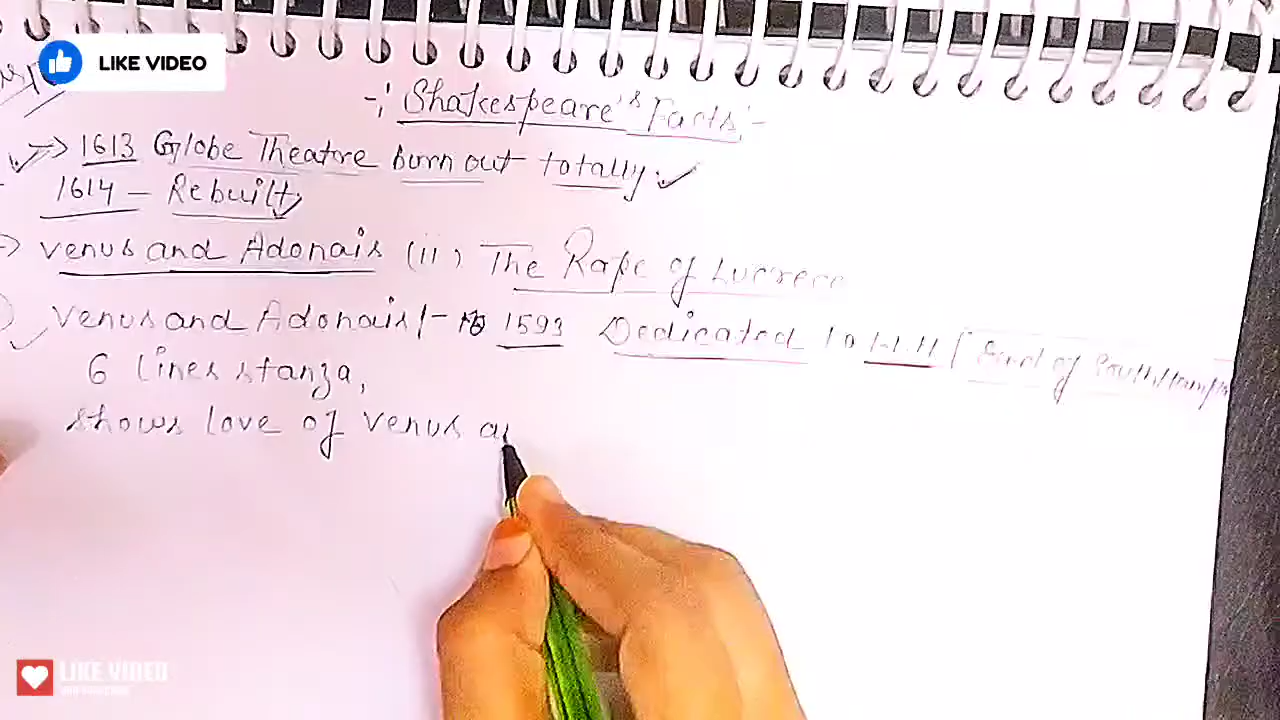 LIKE VIDEO
-: Shakespeare's Facts:-
→ 1613 Globe Theatre burn out totally
1614 - Rebuilt
→ Venus and Adonais (ii) The Rape of Lucrece
Venus and Adonais:- 1593 Dedicated to (Earl of Southampton
6 lines stanza,
shows love of Venus a
LIKE VIDEO